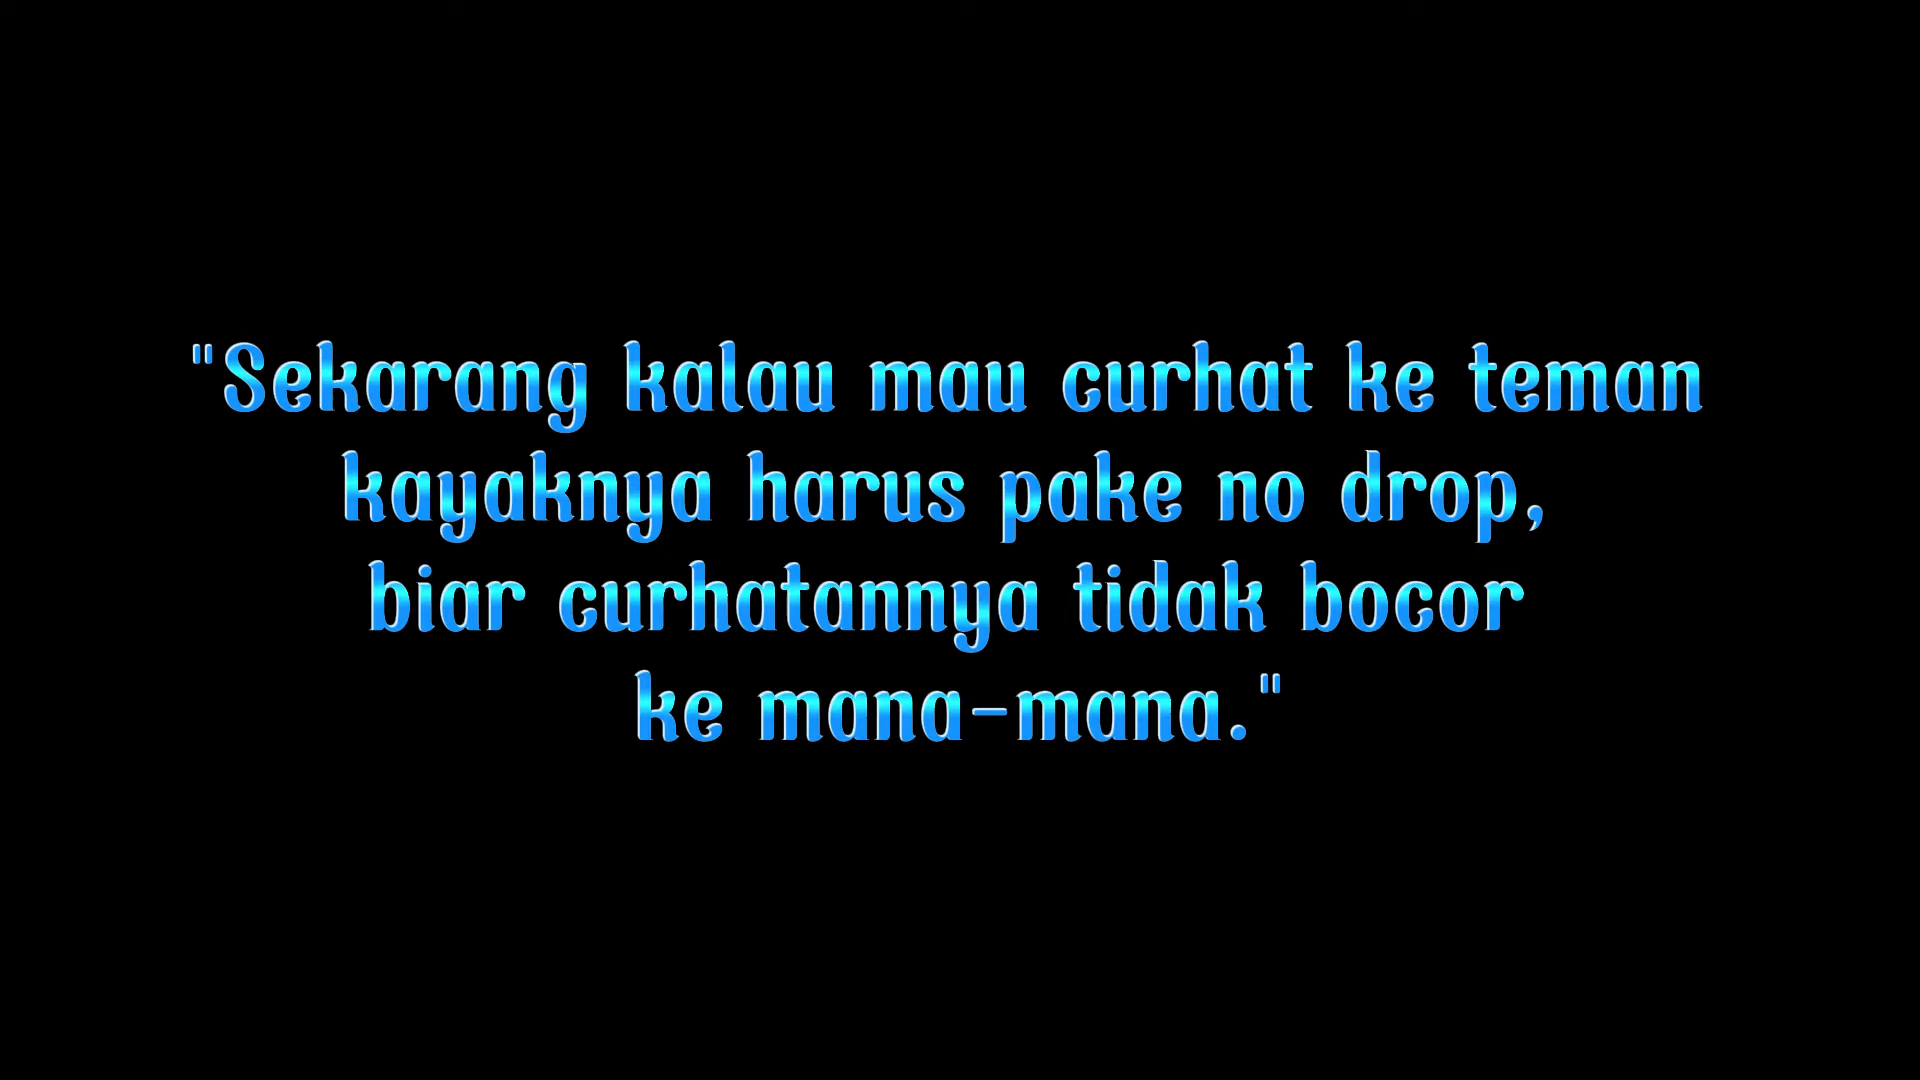 "Sekarang kalau mau curhat ke teman
kayaknya harus pake no drop,
biar curhatannya tidak bocor
ke mana-mana."